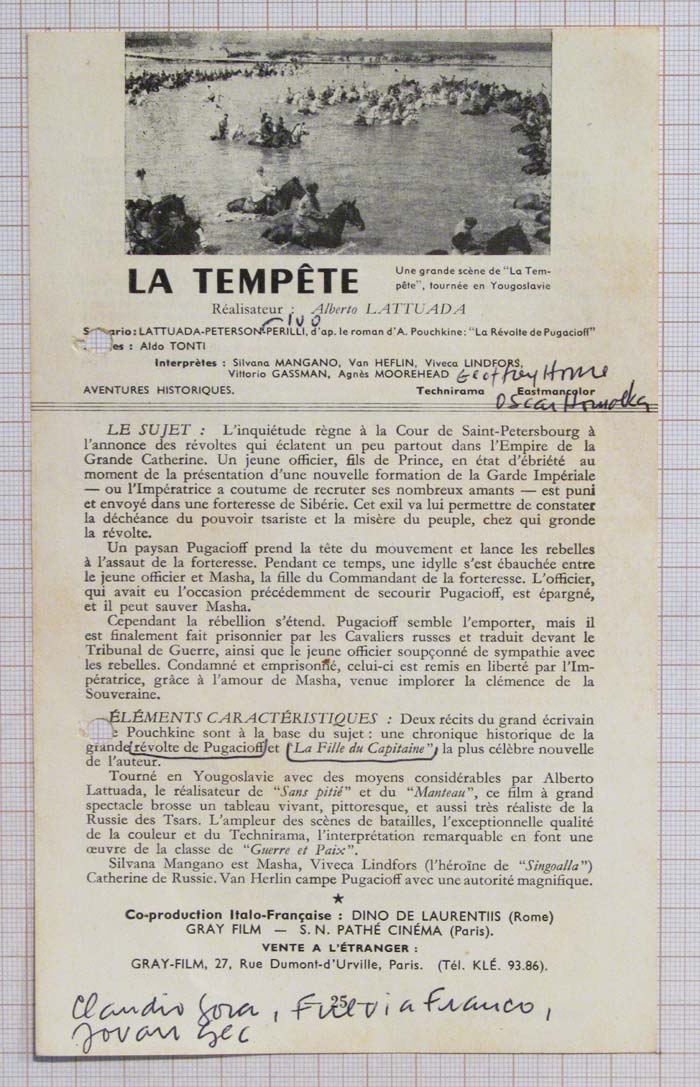 LA TEMPÊTE
Une grande scène de "La Tem-
pête", tournée en Yougoslavie
Réalisateur : Alberto LATTUADA
ivo
S ario : LATTUADA-PETERSON-PERILLI, d'ap. le roman d'A. Pouchkine : "La Révolte de Pugacioff"
es : Aldo TONTI
Interprètes : Silvana MANGANO, Van HEFLIN, Viveca LINDFORS,
Vittorio GASSMAN, Agnès MOOREHEAD Geoffrey Horne
AVENTURES HISTORIQUES. Technirama Eastmancolor
Oscar Homolka
LE SUJET : L'inquiétude règne à la Cour de Saint-Petersbourg à
l'annonce des révoltes qui éclatent un peu partout dans l'Empire de la
Grande Catherine. Un jeune officier, fils de Prince, en état d'ébriété au
moment de la présentation d'une nouvelle formation de la Garde Impériale
— ou l'Impératrice a coutume de recruter ses nombreux amants — est puni
et envoyé dans une forteresse de Sibérie. Cet exil va lui permettre de constater
la déchéance du pouvoir tsariste et la misère du peuple, chez qui gronde
la révolte.
Un paysan Pugacioff prend la tête du mouvement et lance les rebelles
à l'assaut de la forteresse. Pendant ce temps, une idylle s'est ébauchée entre
le jeune officier et Masha, la fille du Commandant de la forteresse. L'officier,
qui avait eu l'occasion précédemment de secourir Pugacioff, est épargné,
et il peut sauver Masha.
Cependant la rébellion s'étend. Pugacioff semble l'emporter, mais il
est finalement fait prisonnier par les Cavaliers russes et traduit devant le
Tribunal de Guerre, ainsi que le jeune officier soupçonné de sympathie avec
les rebelles. Condamné et emprisonné, celui-ci est remis en liberté par l'Im-
pératrice, grâce à l'amour de Masha, venue implorer la clémence de la
Souveraine.
ÉLÉMENTS CARACTÉRISTIQUES : Deux récits du grand écrivain
e Pouchkine sont à la base du sujet : une chronique historique de la
grande révolte de Pugacioff et "La Fille du Capitaine", la plus célèbre nouvelle
de l'auteur.
Tourné en Yougoslavie avec des moyens considérables par Alberto
Lattuada, le réalisateur de "Sans pitié" et du "Manteau", ce film à grand
spectacle brosse un tableau vivant, pittoresque, et aussi très réaliste de la
Russie des Tsars. L'ampleur des scènes de batailles, l'exceptionnelle qualité
de la couleur et du Technirama, l'interprétation remarquable en font une
œuvre de la classe de "Guerre et Paix".
Silvana Mangano est Masha, Viveca Lindfors (l'héroïne de "Singoalla")
Catherine de Russie. Van Herlin campe Pugacioff avec une autorité magnifique.
★
Co-production Italo-Française : DINO DE LAURENTIIS (Rome)
GRAY FILM — S. N. PATHÉ CINÉMA (Paris).
VENTE A L'ÉTRANGER :
GRAY-FILM, 27, Rue Dumont-d'Urville, Paris. (Tél. KLÉ. 93.86).
25
Claudio Gora, Fulvia Franco,
Jovan Gec